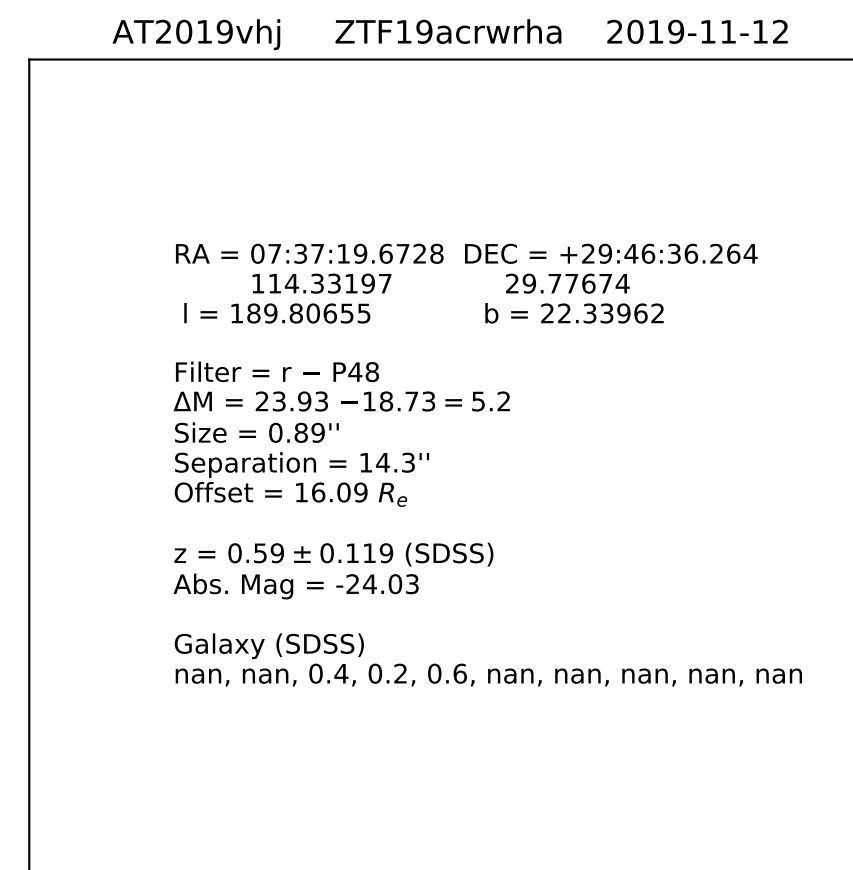 AT2019vhj ZTF19acrwrha 2019-11-12
RA = 07:37:19.6728 DEC = +29:46:36.264
114.33197 29.77674
l = 189.80655 b = 22.33962
Filter = r − P48
ΔM = 23.93 −18.73 = 5.2
Size = 0.89''
Separation = 14.3''
Offset = 16.09 Rₑ
z = 0.59 ± 0.119 (SDSS)
Abs. Mag = -24.03
Galaxy (SDSS)
nan, nan, 0.4, 0.2, 0.6, nan, nan, nan, nan, nan